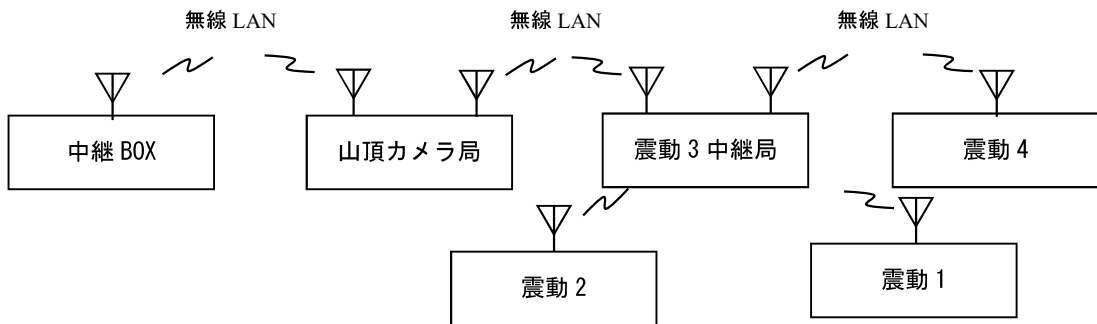 無線 LAN
無線 LAN
無線 LAN
中継 BOX
山頂カメラ局
震動 3 中継局
震動 4
震動 2
震動 1